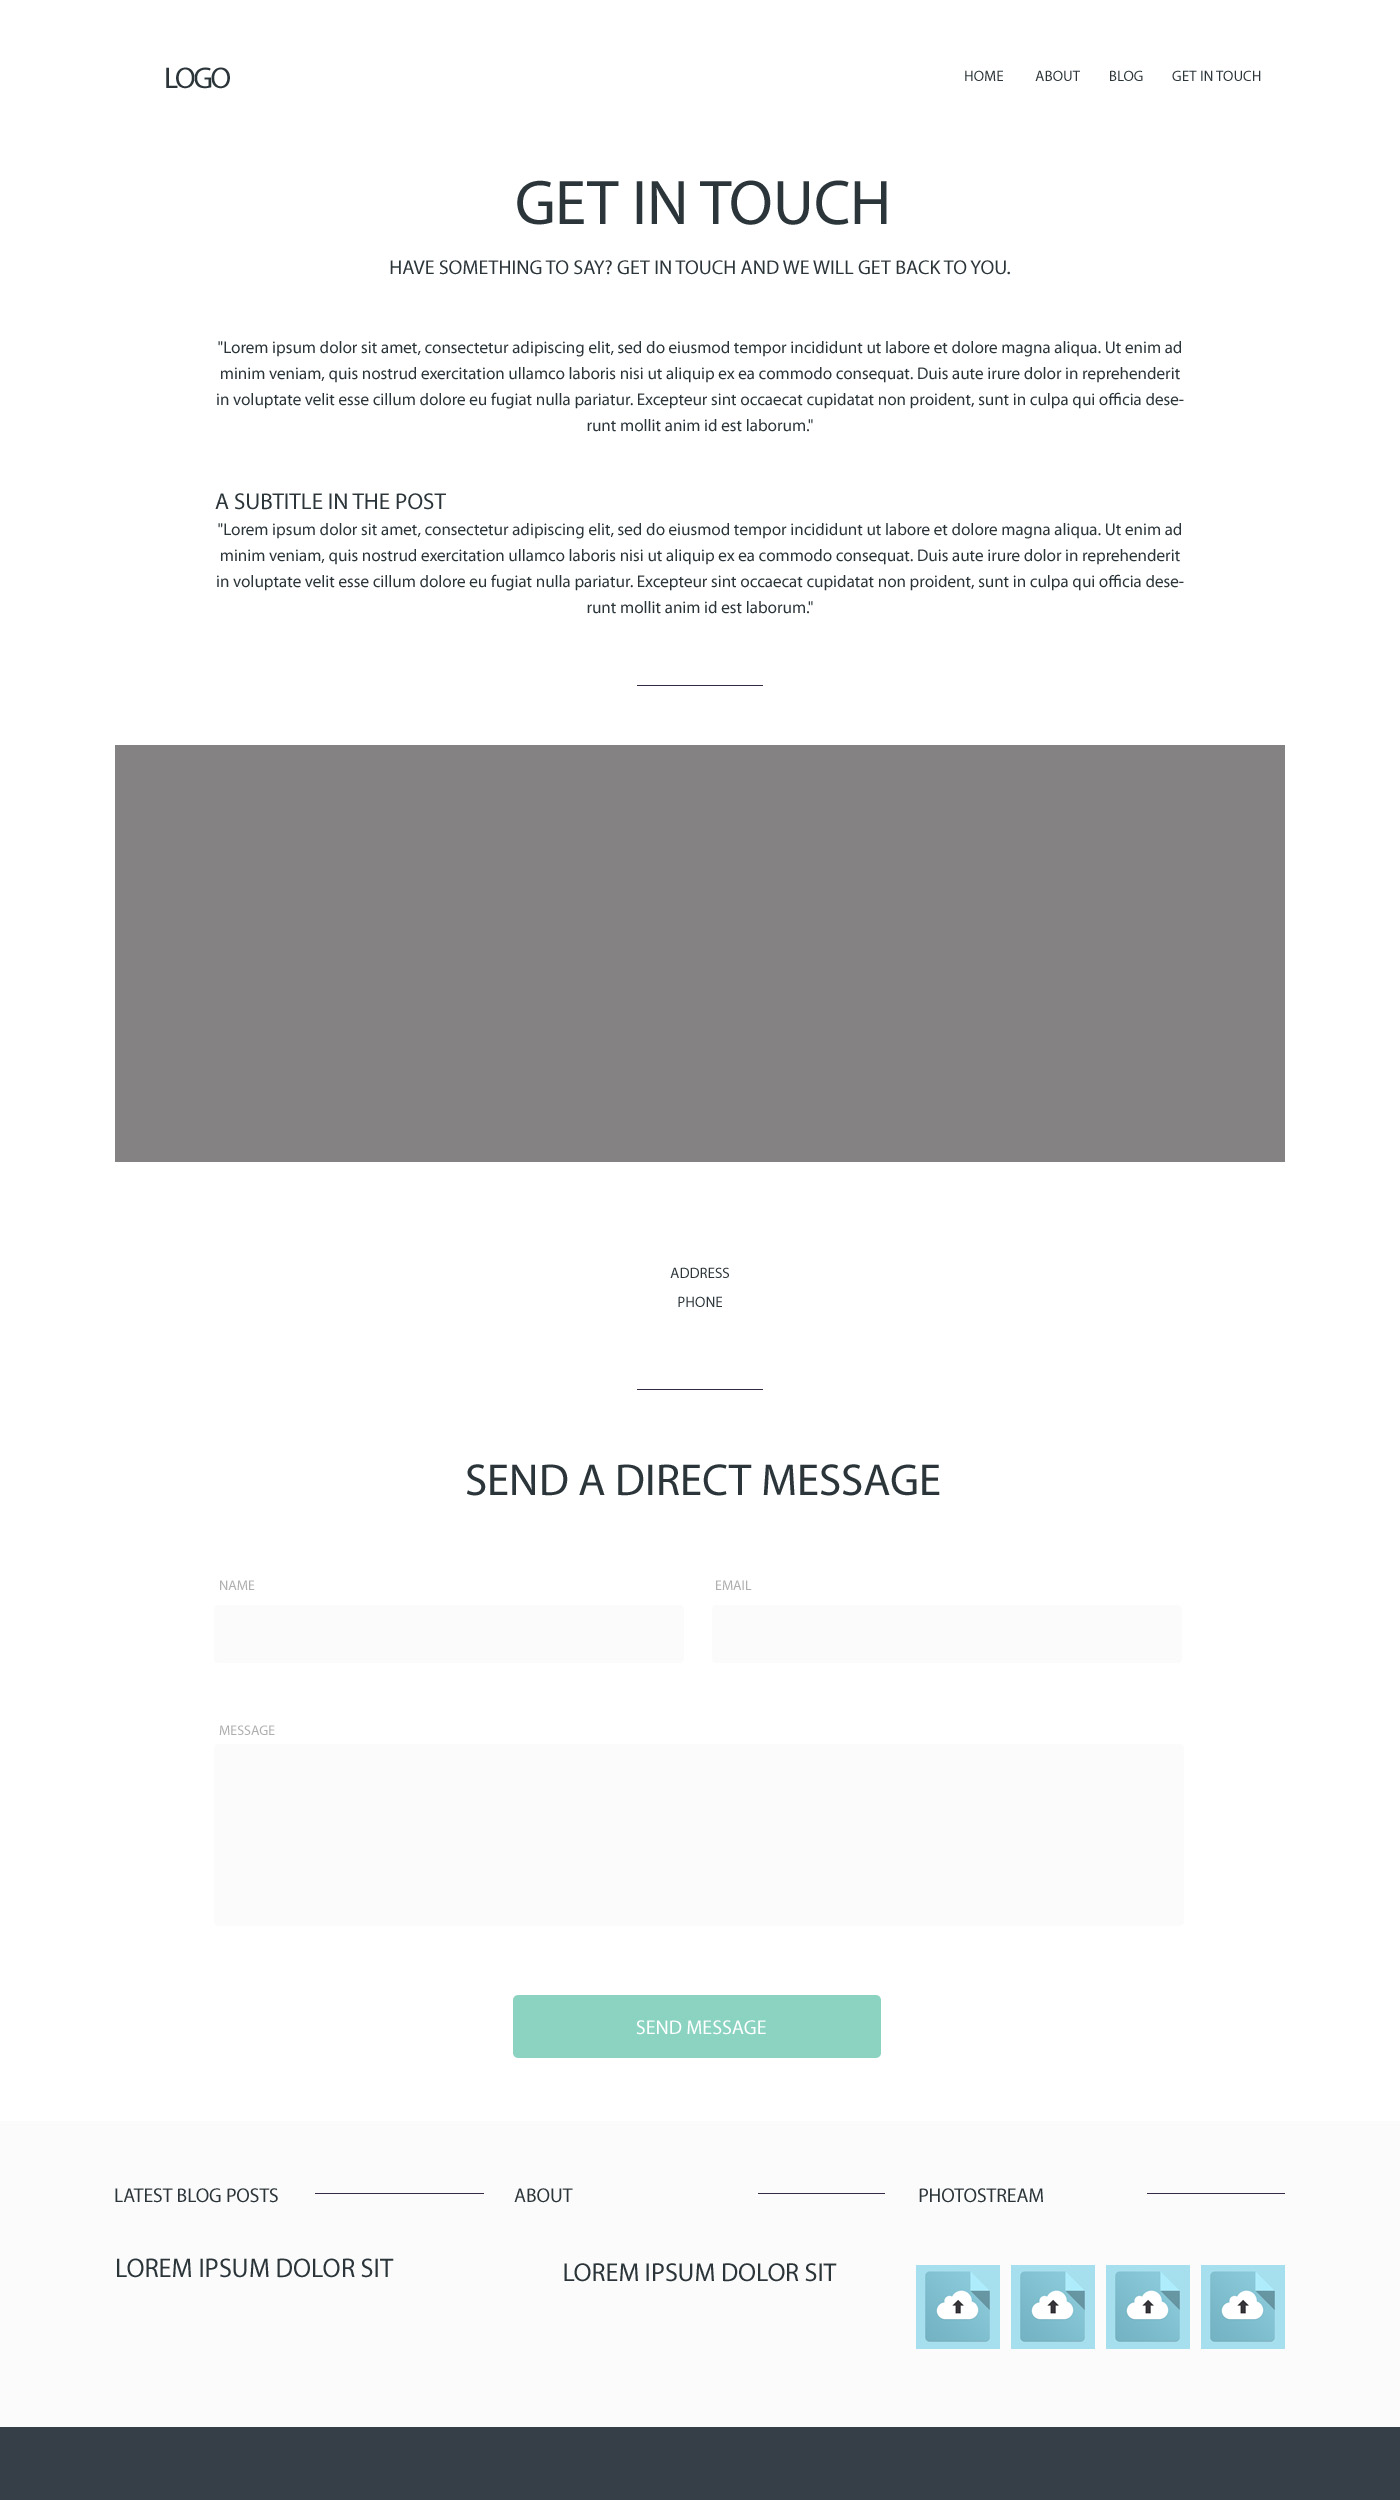 LOGO
HOME ABOUT BLOG GET IN TOUCH
GET IN TOUCH
HAVE SOMETHING TO SAY? GET IN TOUCH AND WE WILL GET BACK TO YOU.
"Lorem ipsum dolor sit amet, consectetur adipiscing elit, sed do eiusmod tempor incididunt ut labore et dolore magna aliqua. Ut enim ad
minim veniam, quis nostrud exercitation ullamco laboris nisi ut aliquip ex ea commodo consequat. Duis aute irure dolor in reprehenderit
in voluptate velit esse cillum dolore eu fugiat nulla pariatur. Excepteur sint occaecat cupidatat non proident, sunt in culpa qui officia dese-
runt mollit anim id est laborum."
A SUBTITLE IN THE POST
"Lorem ipsum dolor sit amet, consectetur adipiscing elit, sed do eiusmod tempor incididunt ut labore et dolore magna aliqua. Ut enim ad
minim veniam, quis nostrud exercitation ullamco laboris nisi ut aliquip ex ea commodo consequat. Duis aute irure dolor in reprehenderit
in voluptate velit esse cillum dolore eu fugiat nulla pariatur. Excepteur sint occaecat cupidatat non proident, sunt in culpa qui officia dese-
runt mollit anim id est laborum."
ADDRESS
PHONE
SEND A DIRECT MESSAGE
NAME EMAIL
MESSAGE
SEND MESSAGE
LATEST BLOG POSTS
LOREM IPSUM DOLOR SIT
ABOUT
LOREM IPSUM DOLOR SIT
PHOTOSTREAM